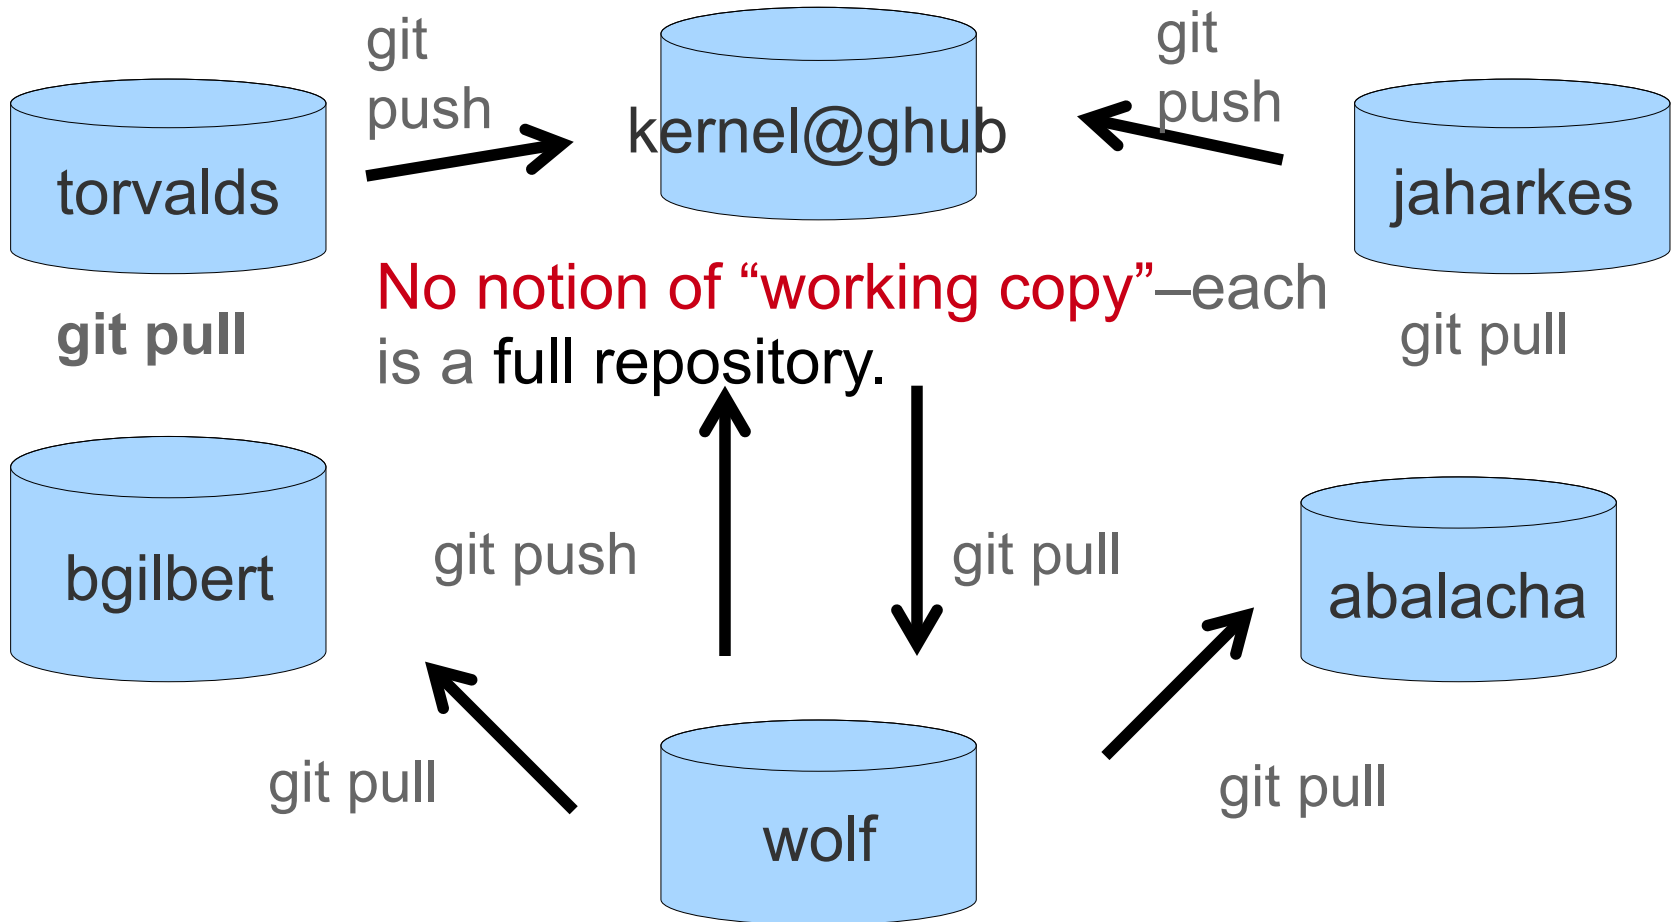 git
push
kernel@ghub
git
push
torvalds
jaharkes
No notion of “working copy”–each
is a full repository.
git pull
git pull
bgilbert
git push
git pull
abalacha
git pull
git pull
wolf